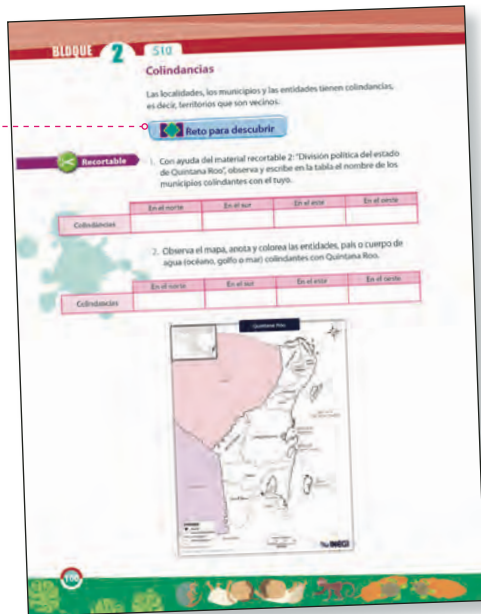 BLOQUE 2 S10
Colindancias
Las localidades, los municipios y las entidades tienen colindancias,
es decir, territorios que son vecinos.
Reto para descubrir
Recortable
1. Con ayuda del material recortable 2: "División política del estado
de Quintana Roo", observa y escribe en la tabla el nombre de los
municipios colindantes con el tuyo.
En el norte En el sur En el este En el oeste
Colindancias
2. Observa el mapa, anota y colorea las entidades, país o cuerpo de
agua (océano, golfo o mar) colindantes con Quintana Roo.
En el norte En el sur En el este En el oeste
Colindancias
Quintana Roo
INEGI
106